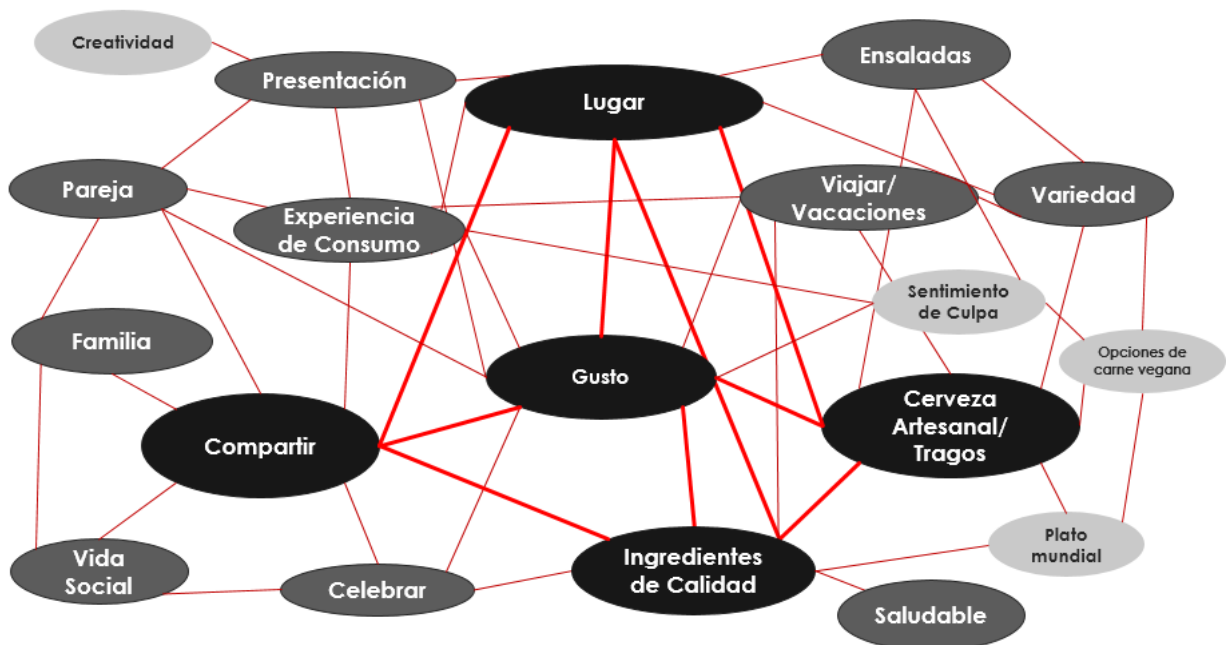 Creatividad
Presentación
Lugar
Ensaladas
Pareja
Experiencia
de Consumo
Viajar/
Vacaciones
Variedad
Familia
Gusto
Sentimiento
de Culpa
Opciones de
carne vegana
Compartir
Cerveza
Artesanal/
Tragos
Vida
Social
Celebrar
Ingredientes
de Calidad
Plato
mundial
Saludable